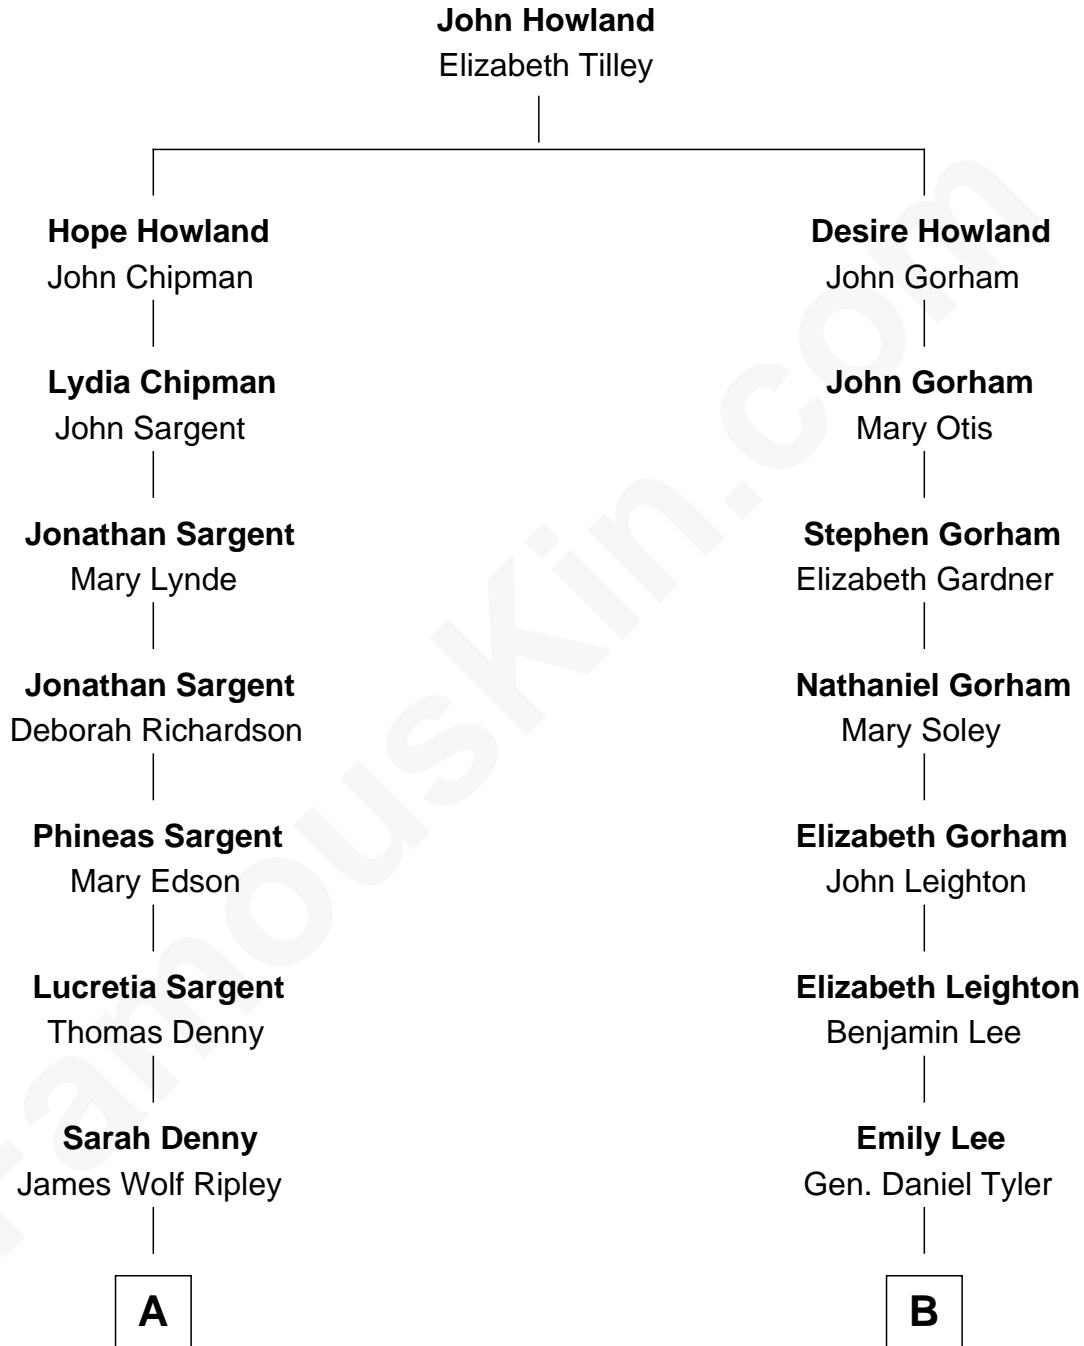 John Howland
Elizabeth Tilley
Hope Howland
John Chipman
Desire Howland
John Gorham
Lydia Chipman
John Sargent
John Gorham
Mary Otis
Jonathan Sargent
Mary Lynde
Stephen Gorham
Elizabeth Gardner
Jonathan Sargent
Deborah Richardson
Nathaniel Gorham
Mary Soley
Phineas Sargent
Mary Edson
Elizabeth Gorham
John Leighton
Lucretia Sargent
Thomas Denny
Elizabeth Leighton
Benjamin Lee
Sarah Denny
James Wolf Ripley
Emily Lee
Gen. Daniel Tyler
A
B
FamousKin.com